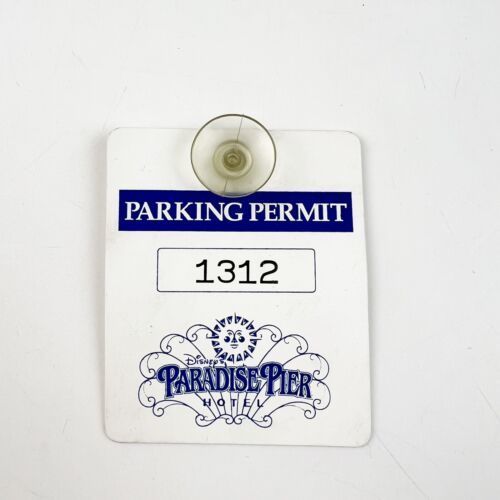 PARKING PERMIT
1312
Disney's
PARADISE PIER
HOTEL